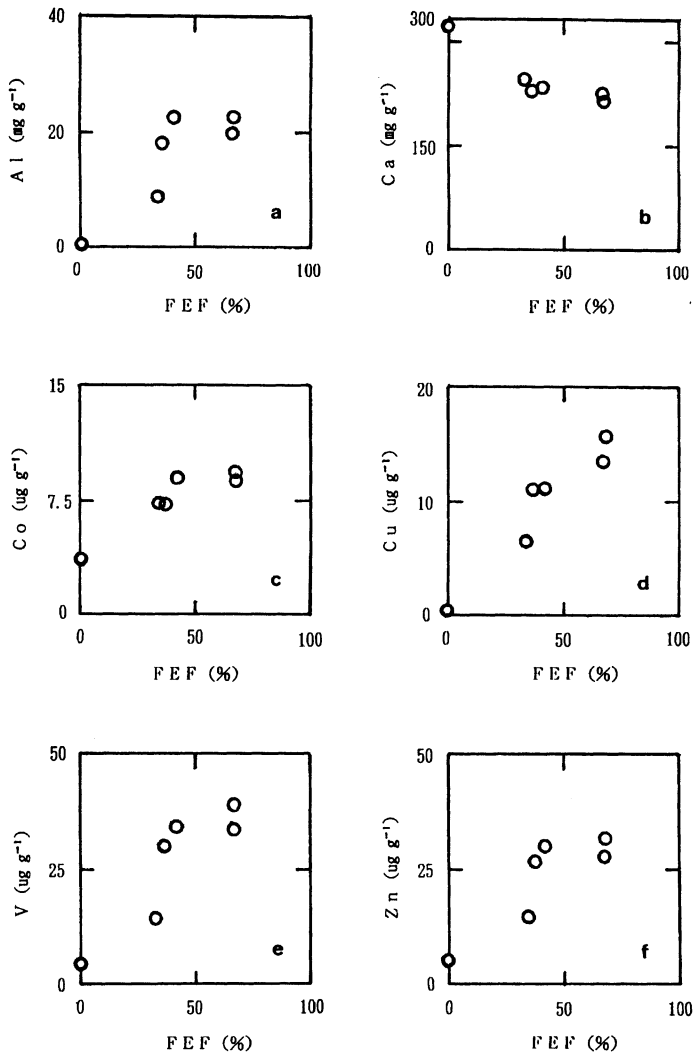 40
20
0
Al (mg g⁻¹)
a
0 50 100
FEF (%)
300
150
0
Ca (mg g⁻¹)
b
0 50 100
FEF (%)
15
7.5
0
Co (ug g⁻¹)
c
0 50 100
FEF (%)
20
10
0
Cu (ug g⁻¹)
d
0 50 100
FEF (%)
50
25
0
V (ug g⁻¹)
e
0 50 100
FEF (%)
50
25
0
Zn (ug g⁻¹)
f
0 50 100
FEF (%)